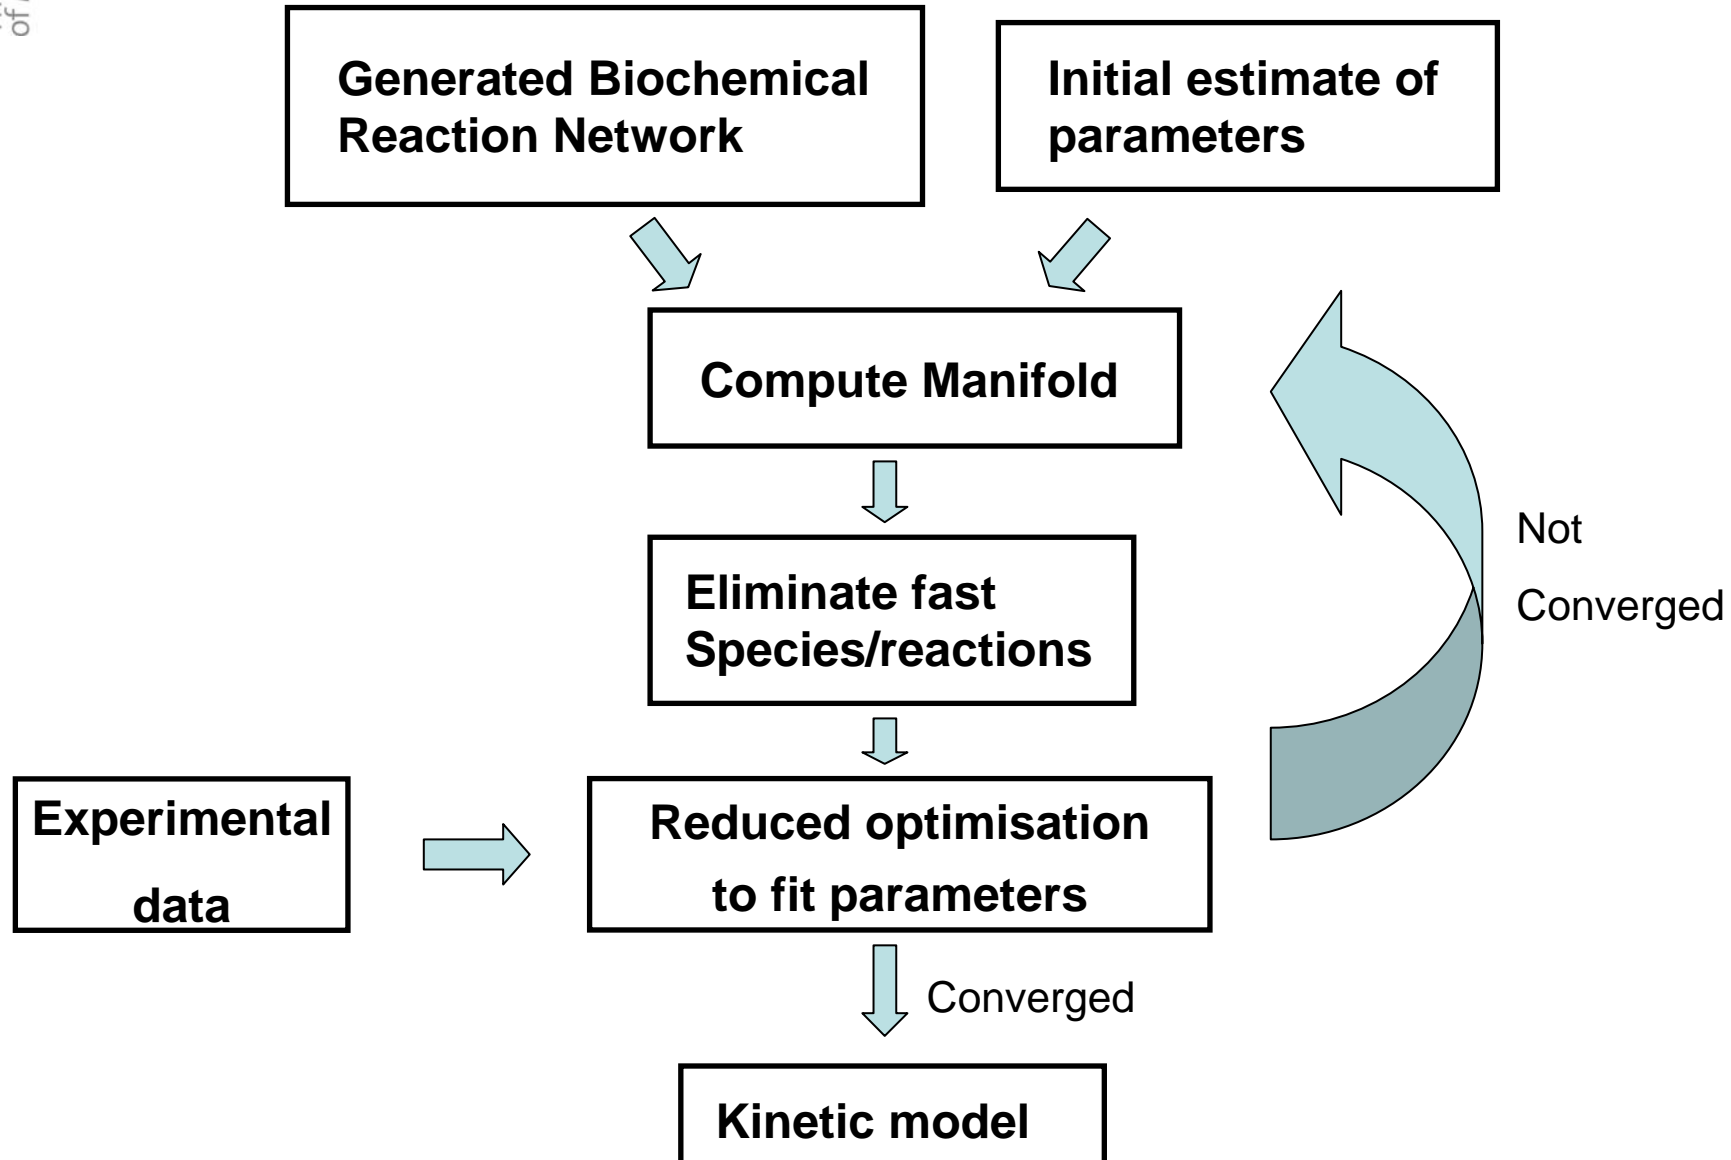 of
Generated Biochemical
Reaction Network
Initial estimate of
parameters
Compute Manifold
Eliminate fast
Species/reactions
Not
Converged
Experimental
data
Reduced optimisation
to fit parameters
Converged
Kinetic model